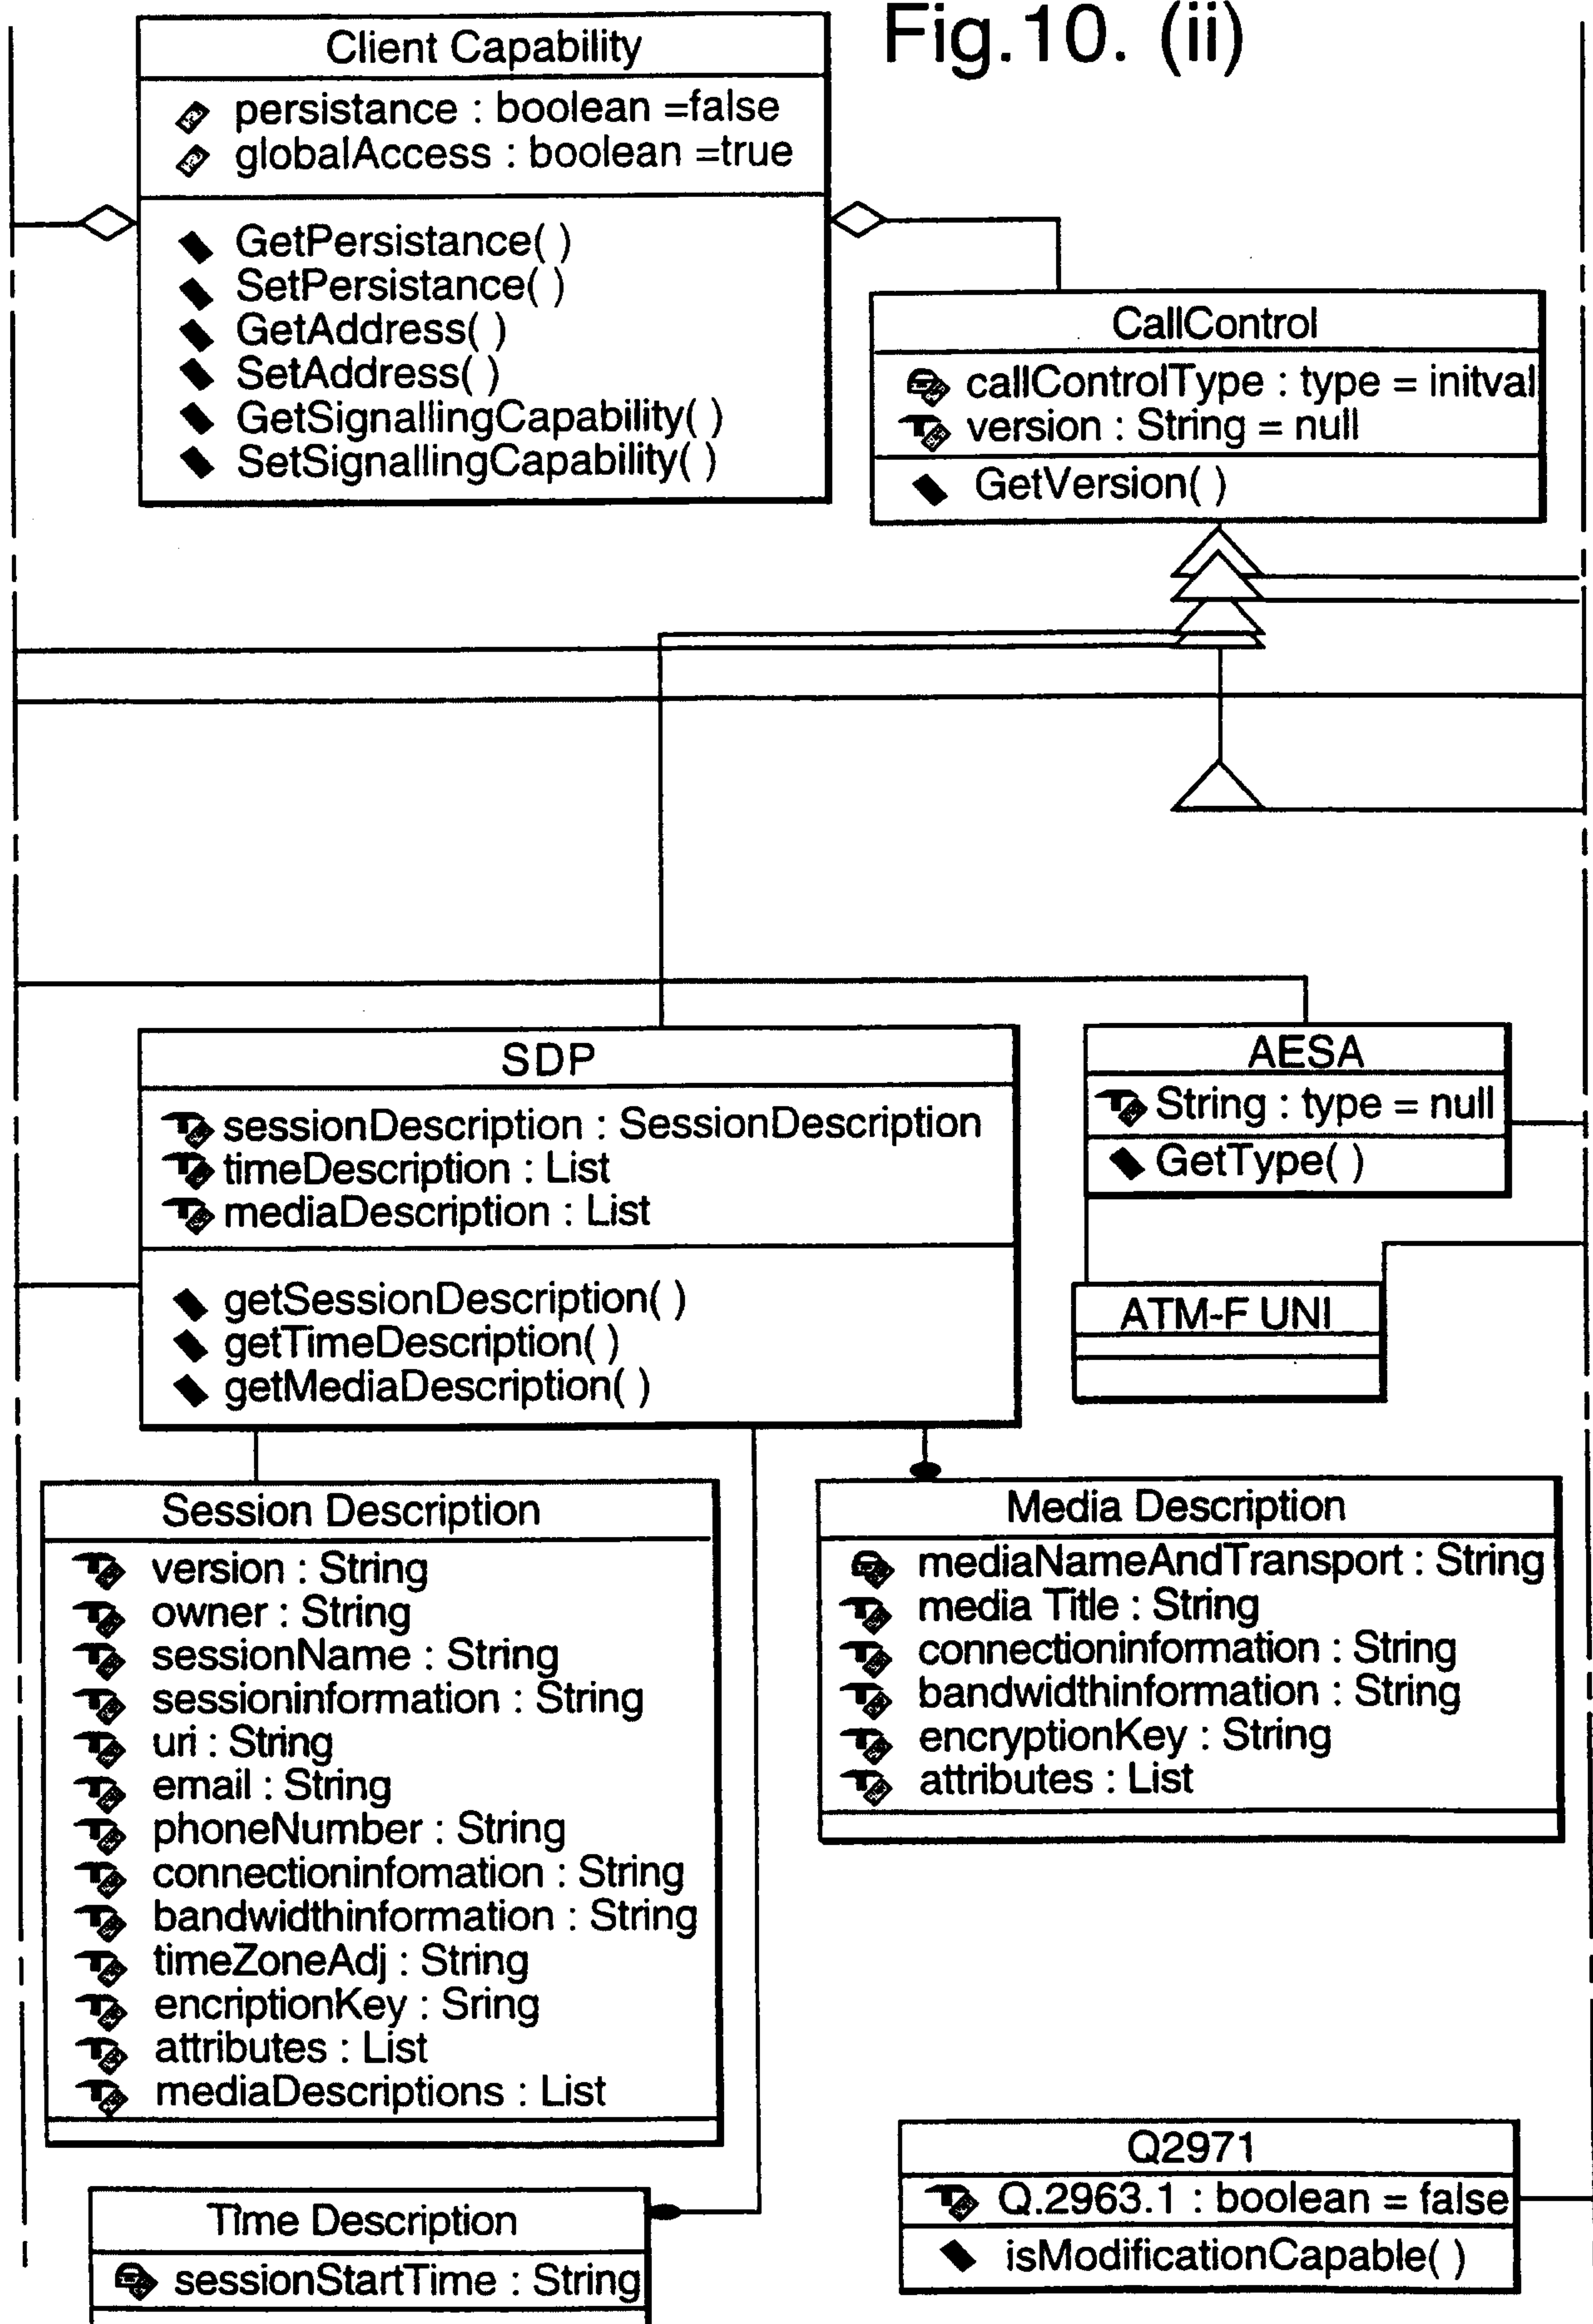 Fig.10. (ii)
Client Capability
persistance : boolean =false
globalAccess : boolean =true
GetPersistance( )
SetPersistance( )
GetAddress( )
SetAddress( )
GetSignallingCapability( )
SetSignallingCapability( )
CallControl
callControlType : type = initval
version : String = null
GetVersion( )
SDP
sessionDescription : SessionDescription
timeDescription : List
mediaDescription : List
getSessionDescription( )
getTimeDescription( )
getMediaDescription( )
AESA
String : type = null
GetType( )
ATM-F UNI
Session Description
version : String
owner : String
sessionName : String
sessioninformation : String
uri : String
email : String
phoneNumber : String
connectioninfomation : String
bandwidthinformation : String
timeZoneAdj : String
encriptionKey : Sring
attributes : List
mediaDescriptions : List
Media Description
mediaNameAndTransport : String
media Title : String
connectioninformation : String
bandwidthinformation : String
encryptionKey : String
attributes : List
Time Description
sessionStartTime : String
Q2971
Q.2963.1 : boolean = false
isModificationCapable( )